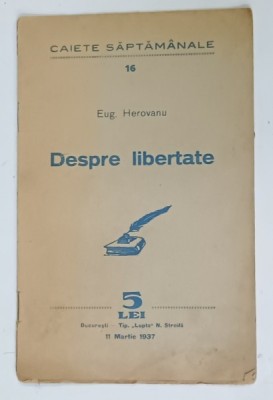 CAIETE SĂPTĂMÂNALE
16
Eug. Herovanu
Despre libertate
5
LEI
București - Tip. „Lupta" N. Stroilă
11 Martie 1937